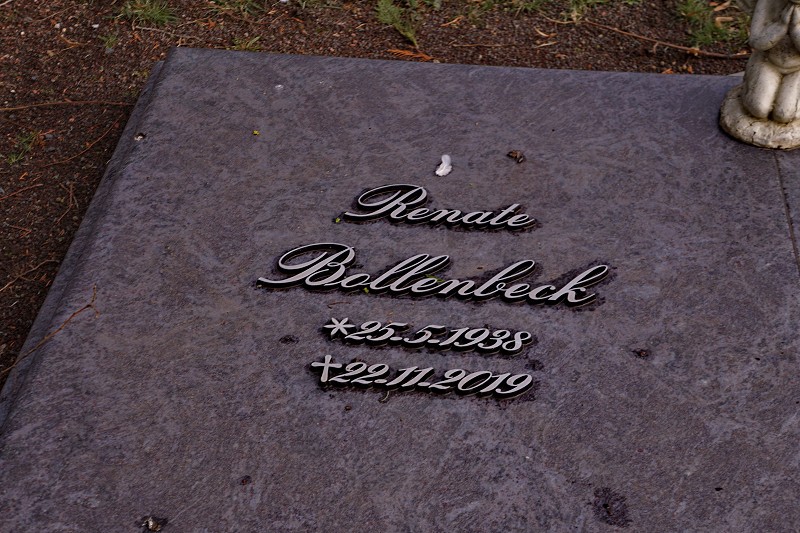 Renate
Bollenbeck
*25.5.1938
†22.11.2019